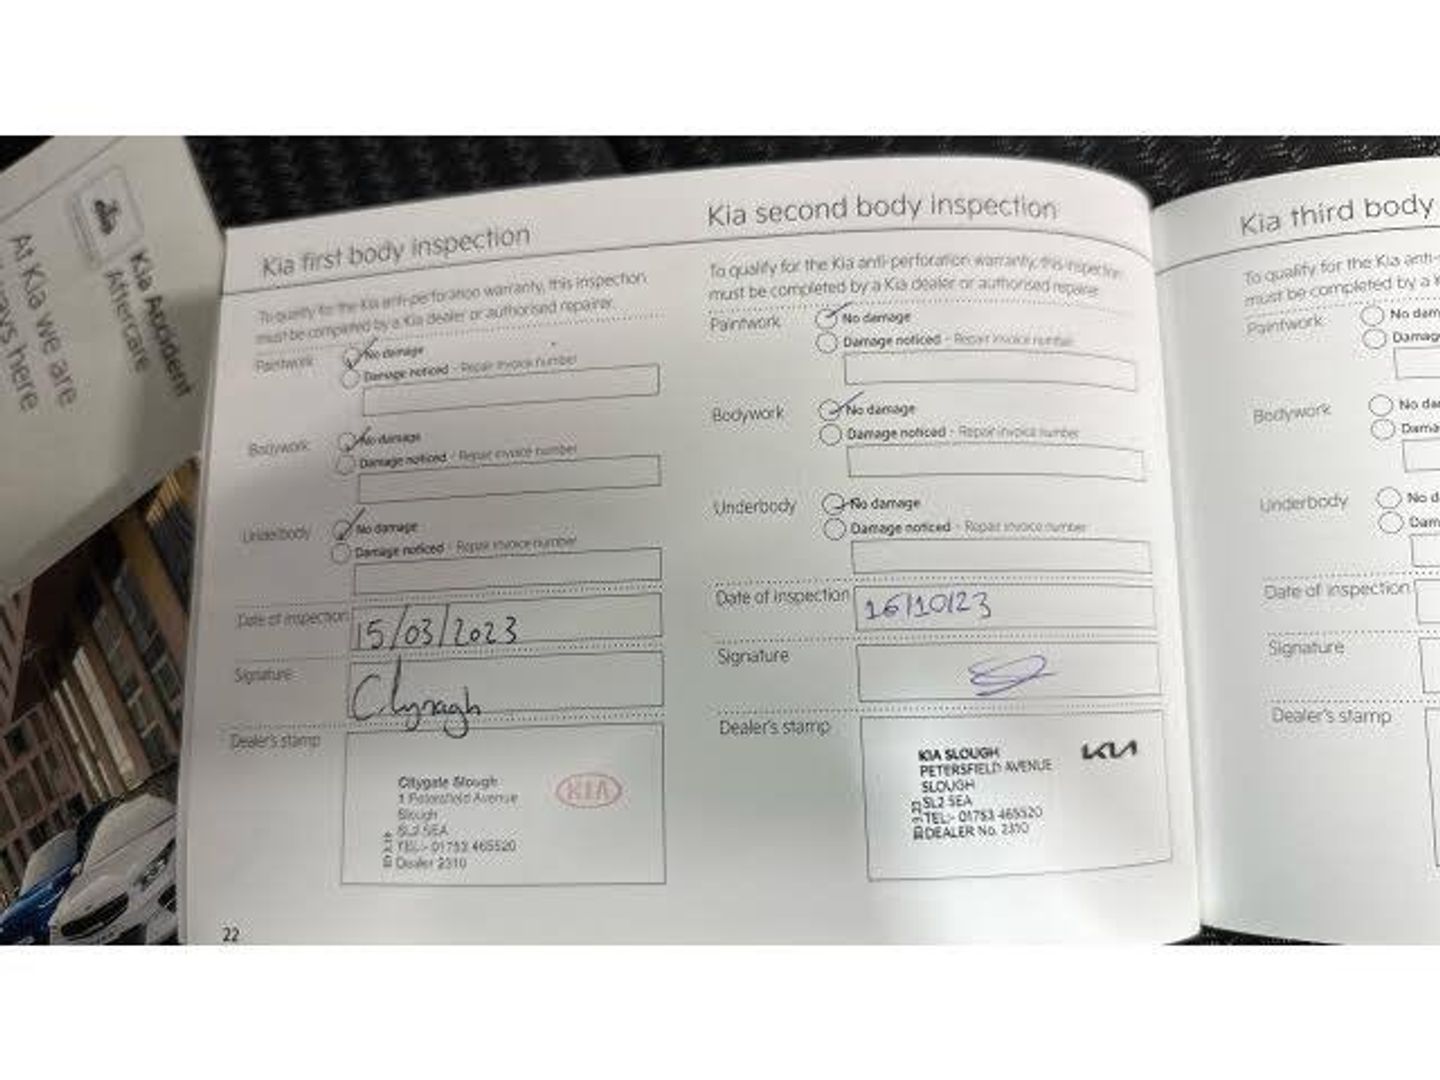 Kia Accident
Aftercare
At Kia we are
here
Kia first body inspection
To qualify for the Kia anti-perforation warranty, this inspection
must be completed by a Kia dealer or authorised repairer.
Paintwork
No damage
Damage noticed - Repair invoice number
Bodywork
No damage
Damage noticed - Repair invoice number
Underbody
No damage
Damage noticed - Repair invoice number
Date of inspection
15/03/2023
Signature
Dealer's stamp
Citygate Slough
1 Petersfield Avenue
Slough
SL2 5EA
TEL:- 01753 465520
Dealer 2310
KIA
22
Kia second body inspection
To qualify for the Kia anti-perforation warranty, this inspection
must be completed by a Kia dealer or authorised repairer.
Paintwork
No damage
Damage noticed - Repair invoice number
Bodywork
No damage
Damage noticed - Repair invoice number
Underbody
No damage
Damage noticed - Repair invoice number
Date of inspection
16/10/23
Signature
Dealer's stamp
KIA SLOUGH
PETERSFIELD AVENUE
SLOUGH
SL2 5EA
TEL:- 01753 465520
DEALER No. 2310
KIA
Kia third body
To qualify for the Kia anti-
must be completed by a
Paintwork
No dam
Damag
Bodywork
No da
Dama
Underbody
No d
Dam
Date of inspection
Signature
Dealer's stamp